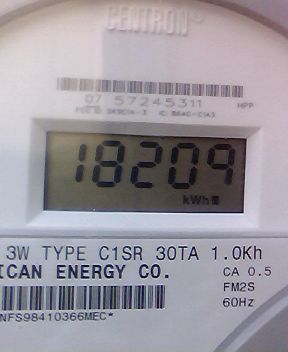 CENTRON®
07 57245311 HPP
18209
kWh
3W TYPE C1SR 30TA 1.0Kh
ICAN ENERGY CO. CA 0.5
FM2S
60Hz
NFS98410366MEC*